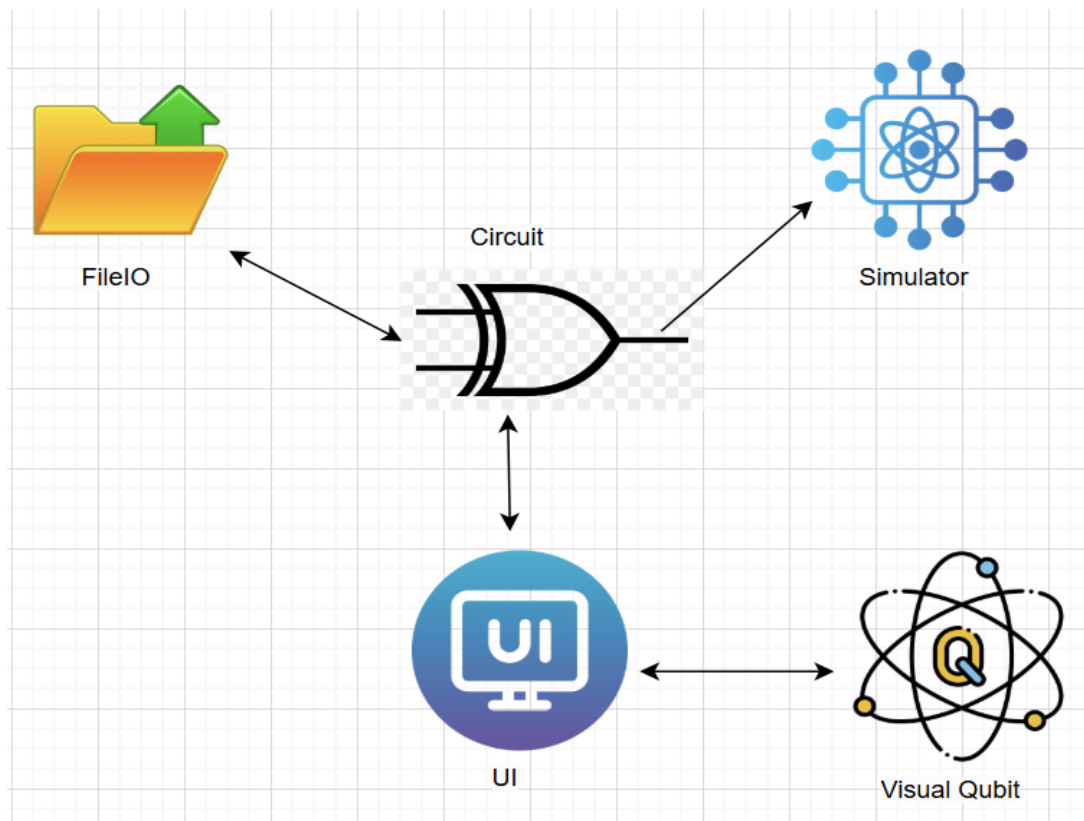 Circuit
FileIO
Simulator
UI
UI
Q
Visual Qubit